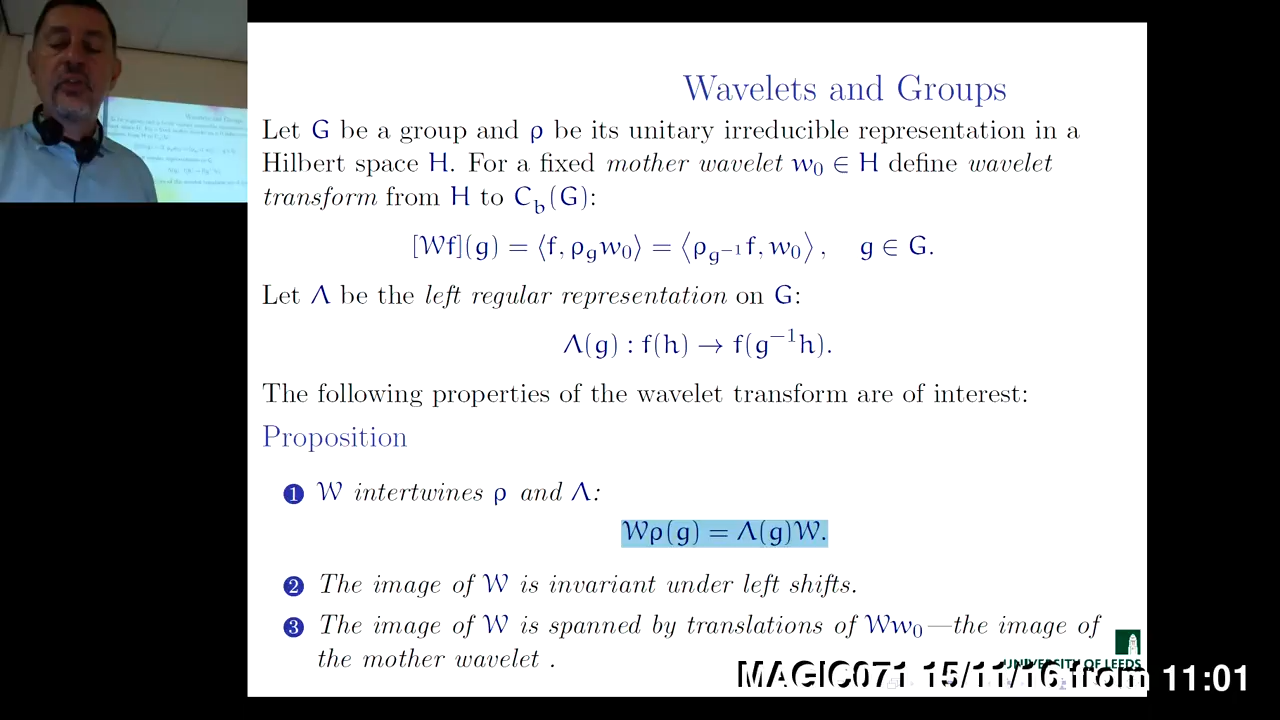 Wavelets and Groups
Let G be a group and ρ be its unitary irreducible representation in a
Hilbert space H. For a fixed mother wavelet w₀ ∈ H define wavelet
transform from H to C_b(G):
[𝒲f](g) = ⟨f, ρ_g w₀⟩ = ⟨ρ_{g⁻¹}f, w₀⟩, g ∈ G.
Let Λ be the left regular representation on G:
Λ(g) : f(h) → f(g⁻¹h).
The following properties of the wavelet transform are of interest:
Proposition
1 𝒲 intertwines ρ and Λ:
𝒲ρ(g) = Λ(g)𝒲.
2 The image of 𝒲 is invariant under left shifts.
3 The image of 𝒲 is spanned by translations of 𝒲w₀—the image of
the mother wavelet .
UNIVERSITY OF LEEDS
MAGIC071 15/11/16 from 11:01